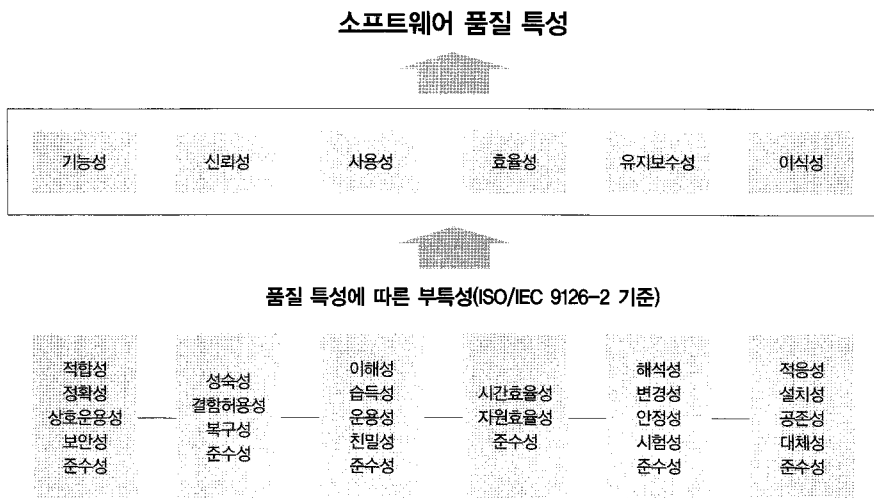 소프트웨어 품질 특성
기능성 신뢰성 사용성 효율성 유지보수성 이식성
품질 특성에 따른 부특성(ISO/IEC 9126-2 기준)
적합성
정확성
상호운용성
보안성
준수성
성숙성
결함허용성
복구성
준수성
이해성
습득성
운용성
친밀성
준수성
시간효율성
자원효율성
준수성
해석성
변경성
안정성
시험성
준수성
적응성
설치성
공존성
대체성
준수성